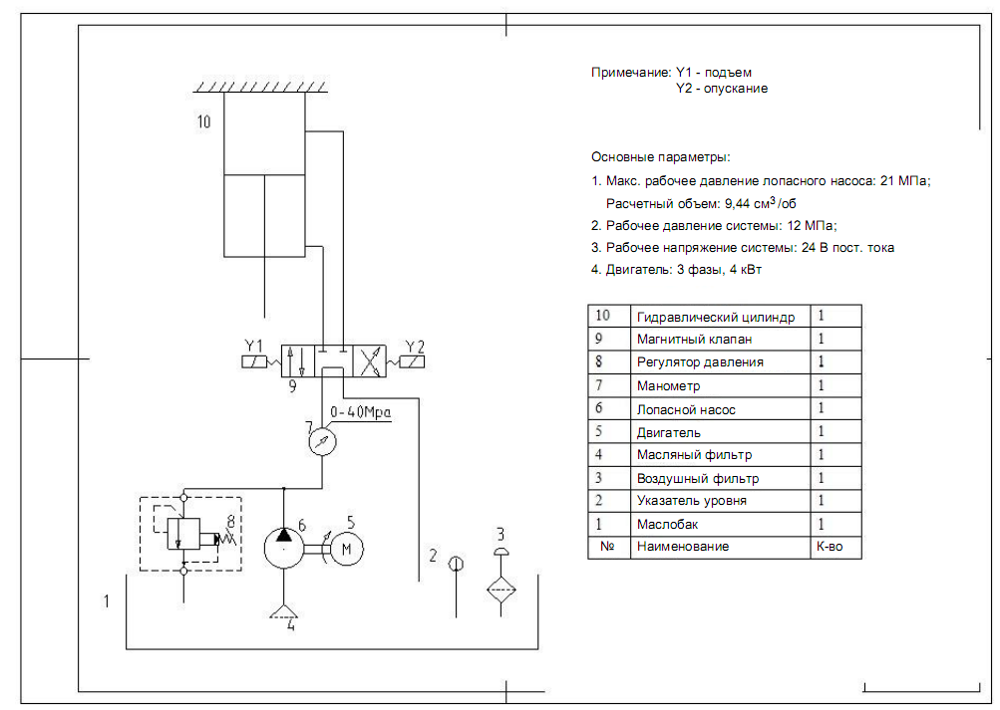 Примечание: Y1 - подъем
Y2 - опускание
10
Основные параметры:
1. Макс. рабочее давление лопасного насоса: 21 МПа;
Расчетный объем: 9,44 см³/об
2. Рабочее давление системы: 12 МПа;
3. Рабочее напряжение системы: 24 В пост. тока
4. Двигатель: 3 фазы, 4 кВт
Y1
Y2
9
0-40Mpa
7
8
6
5
M
2
3
1
4
10 Гидравлический цилиндр 1
9 Магнитный клапан 1
8 Регулятор давления 1
7 Манометр 1
6 Лопасной насос 1
5 Двигатель 1
4 Масляный фильтр 1
3 Воздушный фильтр 1
2 Указатель уровня 1
1 Маслобак 1
№ Наименование К-во